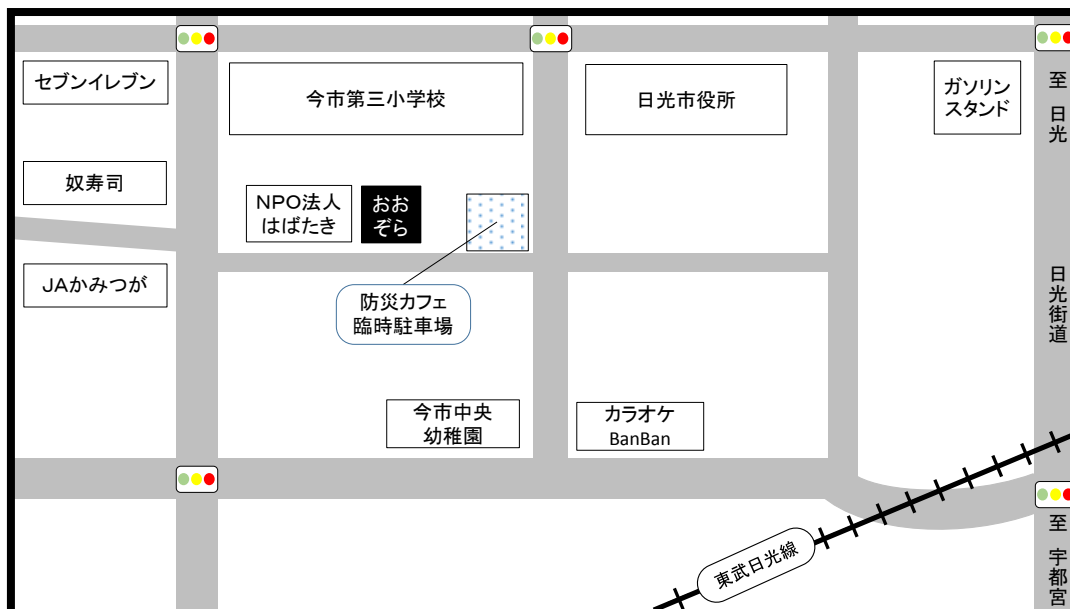 セブンイレブン
今市第三小学校
日光市役所
ガソリン
スタンド
至 日光
奴寿司
NPO法人
はばたき
おお
ぞら
JAかみつが
防災カフェ
臨時駐車場
日光街道
今市中央
幼稚園
カラオケ
BanBan
東武日光線
至 宇都宮